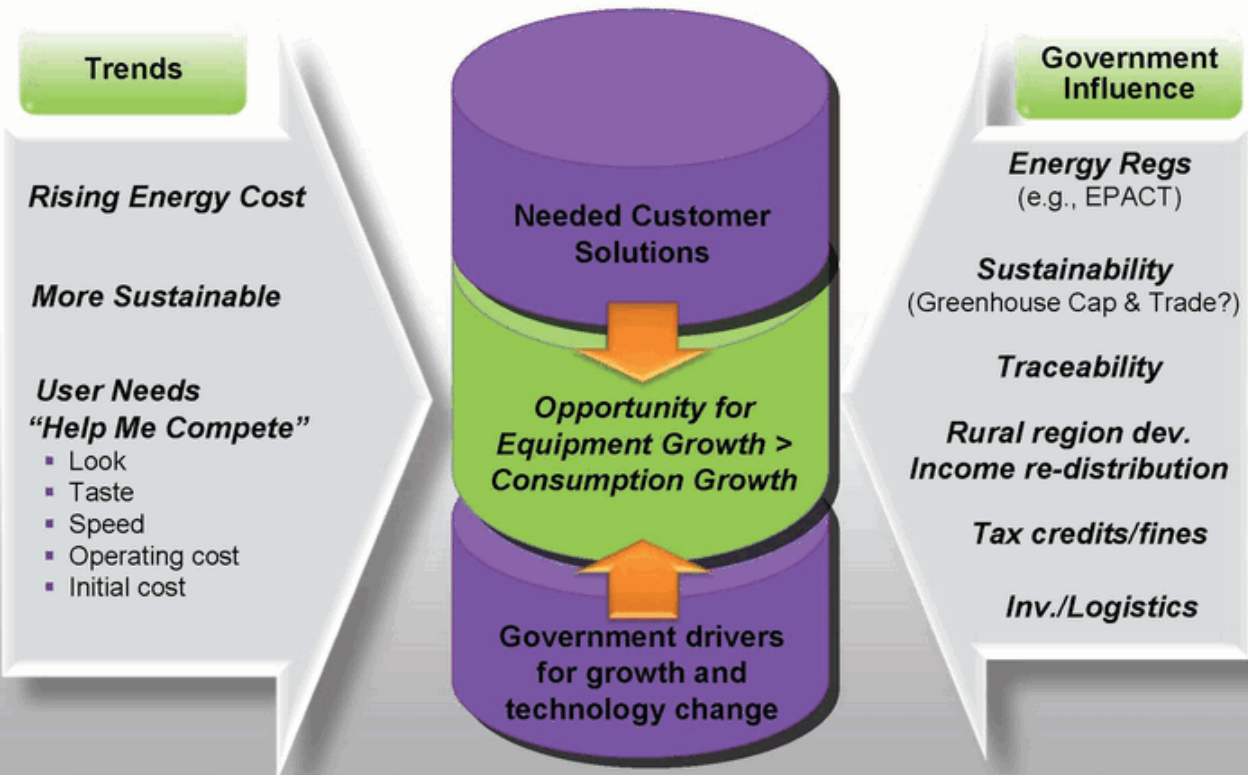 Trends
Rising Energy Cost
More Sustainable
User Needs
“Help Me Compete”
▪ Look
▪ Taste
▪ Speed
▪ Operating cost
▪ Initial cost
Needed Customer
Solutions
Opportunity for
Equipment Growth >
Consumption Growth
Government drivers
for growth and
technology change
Government
Influence
Energy Regs
(e.g., EPACT)
Sustainability
(Greenhouse Cap & Trade?)
Traceability
Rural region dev.
Income re-distribution
Tax credits/fines
Inv./Logistics